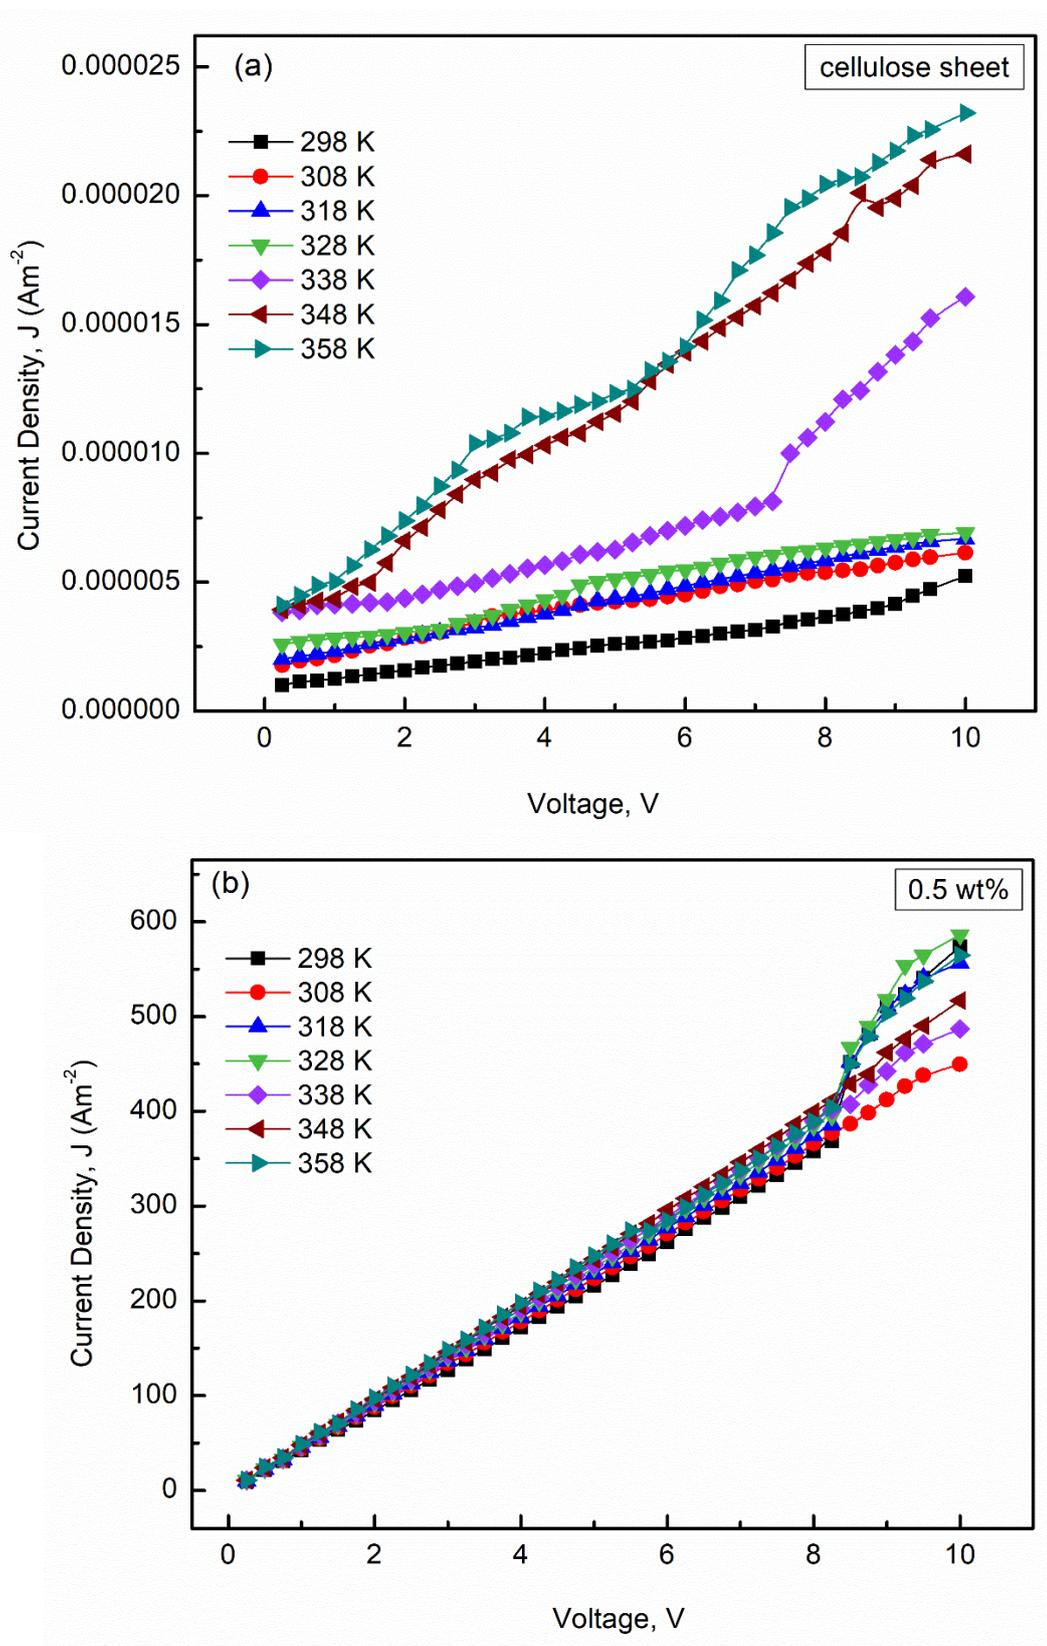 (a)
cellulose sheet
0.000025
0.000020
0.000015
0.000010
0.000005
0.000000
Current Density, J (Am-2)
298 K
308 K
318 K
328 K
338 K
348 K
358 K
0 2 4 6 8 10
Voltage, V
(b)
0.5 wt%
600
500
400
300
200
100
0
Current Density, J (Am-2)
298 K
308 K
318 K
328 K
338 K
348 K
358 K
0 2 4 6 8 10
Voltage, V